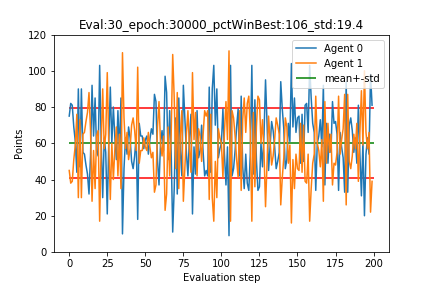 Eval:30_epoch:30000_pctWinBest:106_std:19.4
120
100
80
60
40
20
0
Points
Agent 0
Agent 1
mean+-std
0
25
50
75
100
125
150
175
200
Evaluation step